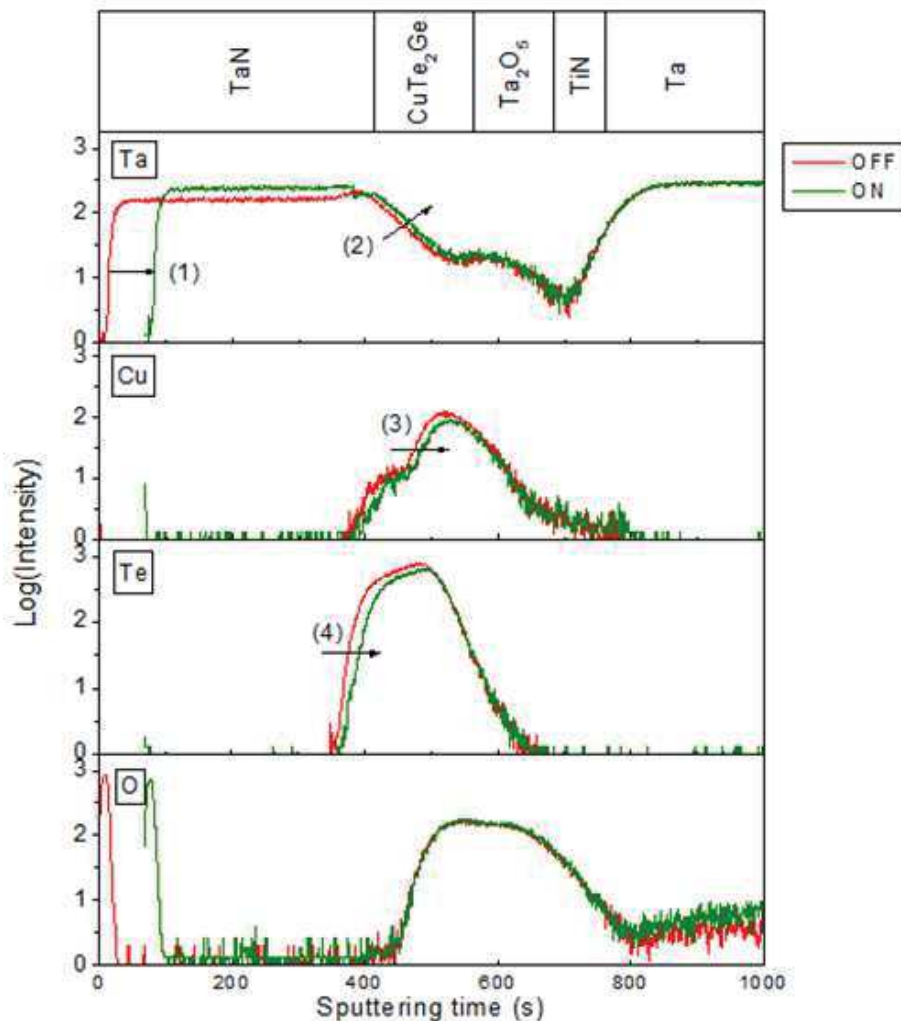 TaN
CuTe₂Ge
Ta₂O₅
TiN
Ta
OFF
ON
3
Ta
2
(2)
(1)
1
0
3
Cu
2
(3)
1
0
3
Te
2
(4)
1
0
3
O
2
1
0
Log(Intensity)
0 200 400 600 800 1000
Sputtering time (s)